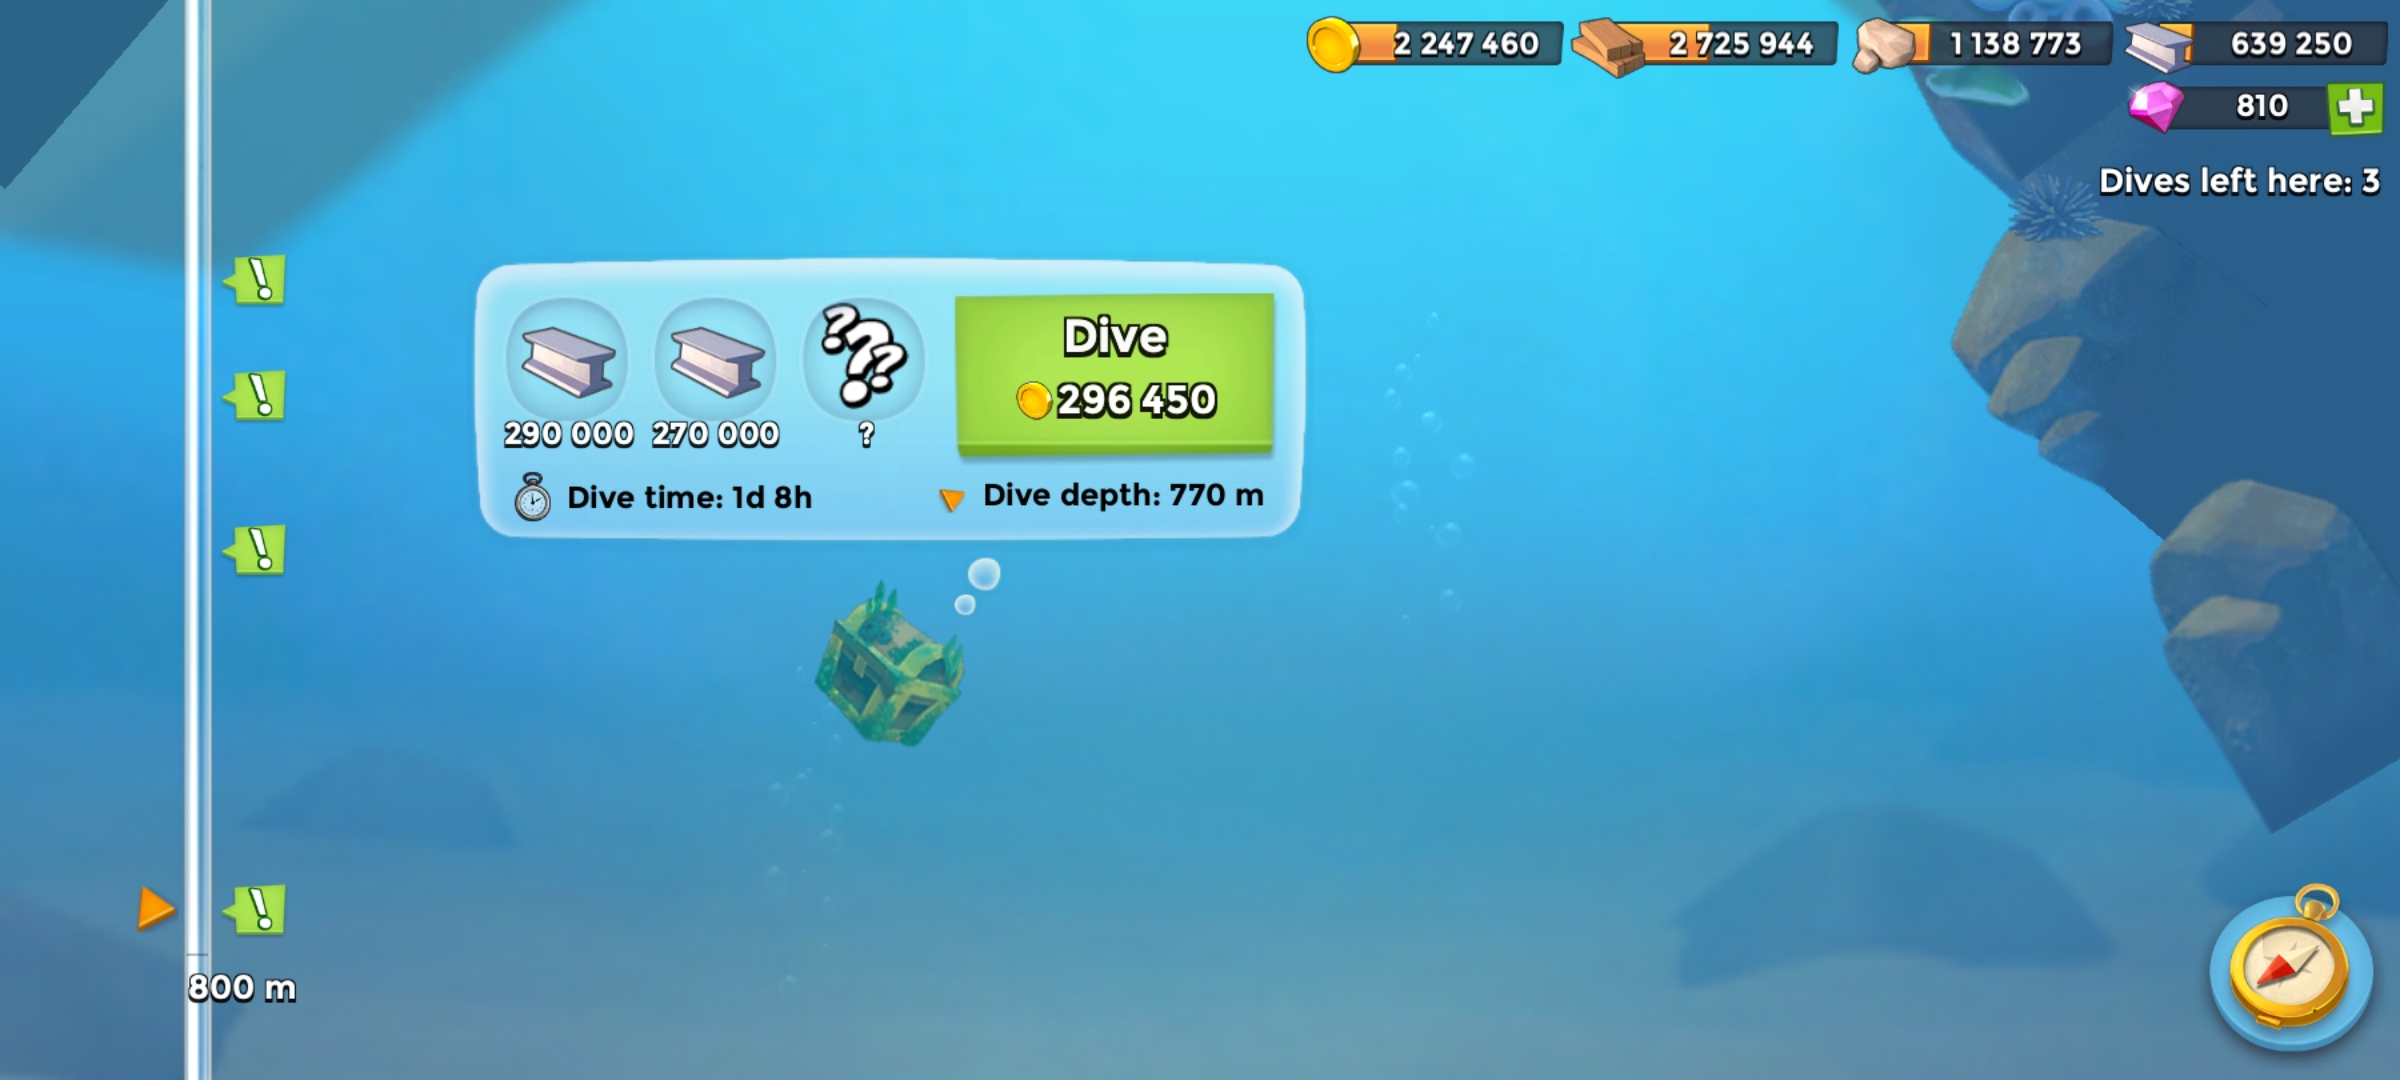 2 247 460
2 725 944
1 138 773
639 250
810
Dives left here: 3
Dive
296 450
290 000
270 000
?
Dive time: 1d 8h
Dive depth: 770 m
800 m